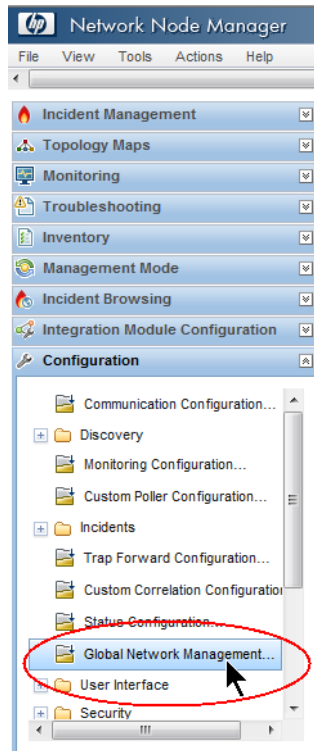 hp Network Node Manager
File View Tools Actions Help
Incident Management
Topology Maps
Monitoring
Troubleshooting
Inventory
Management Mode
Incident Browsing
Integration Module Configuration
Configuration
Communication Configuration...
Discovery
Monitoring Configuration...
Custom Poller Configuration...
Incidents
Trap Forward Configuration...
Custom Correlation Configuration
Status Configuration...
Global Network Management...
User Interface
Security